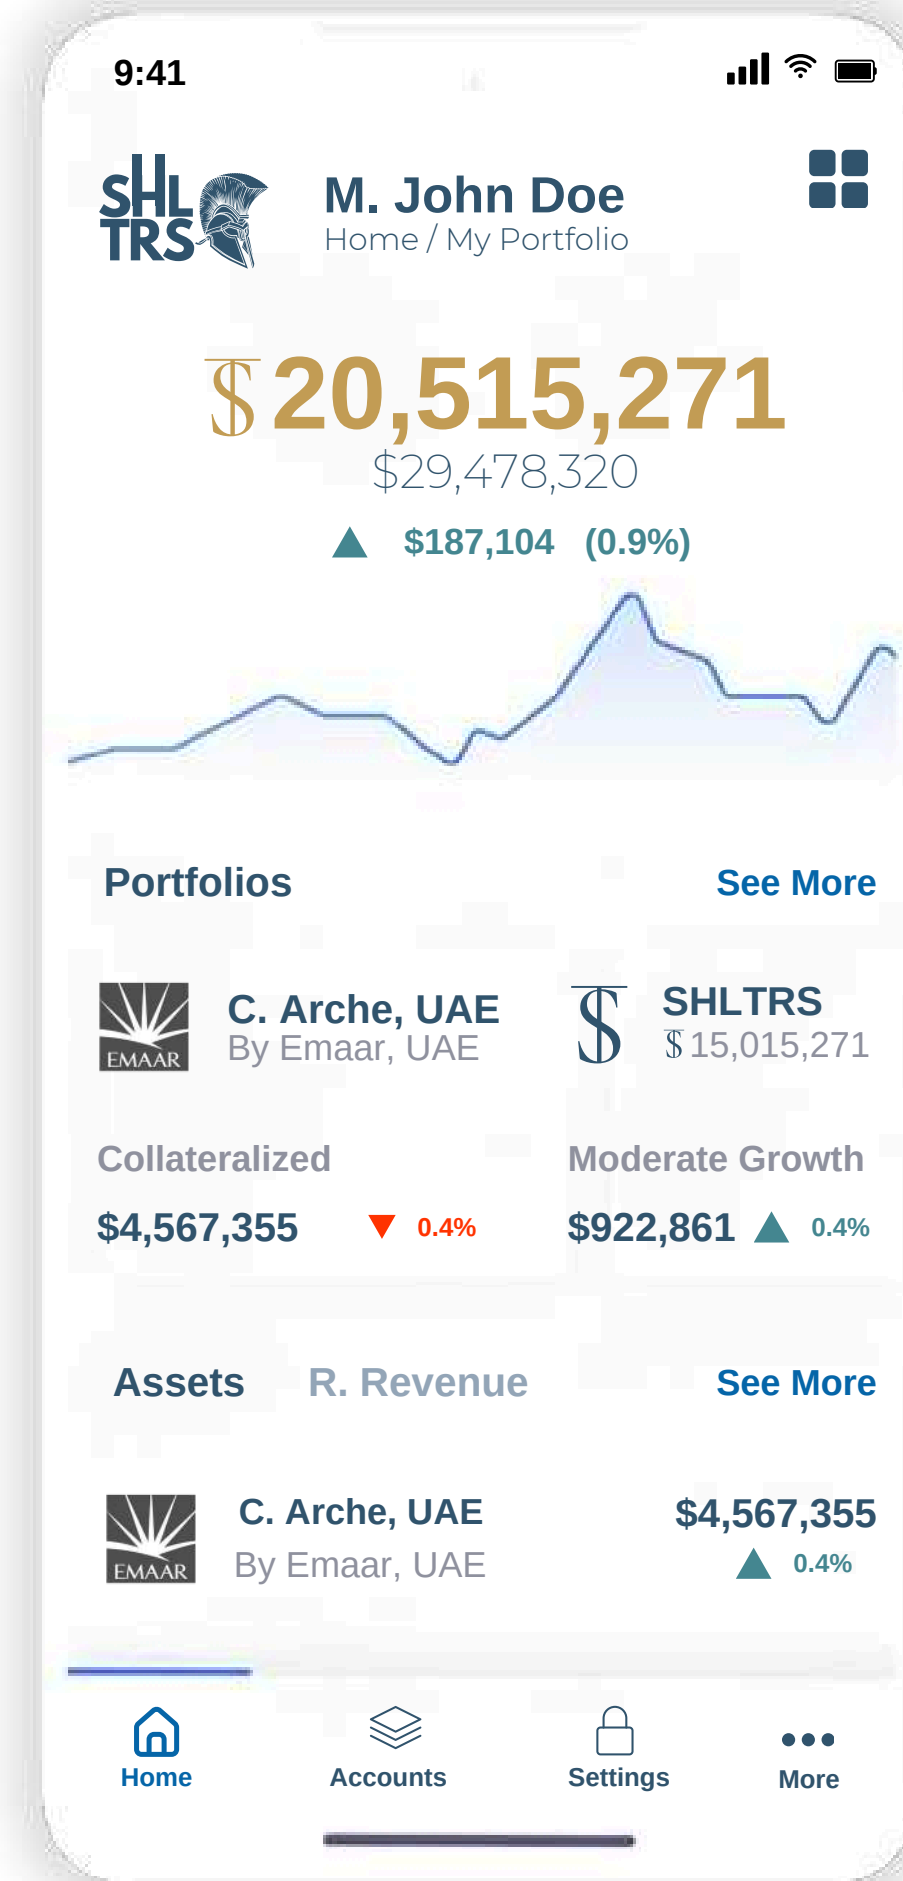 9:41
SHL
TRS
M. John Doe
Home / My Portfolio
$20,515,271
$29,478,320
▲ $187,104 (0.9%)
Portfolios See More
EMAAR
C. Arche, UAE
By Emaar, UAE
$ SHLTRS
$15,015,271
Collateralized
$4,567,355 ▼ 0.4%
Moderate Growth
$922,861 ▲ 0.4%
Assets R. Revenue See More
EMAAR
C. Arche, UAE
By Emaar, UAE
$4,567,355
▲ 0.4%
Home Accounts Settings More